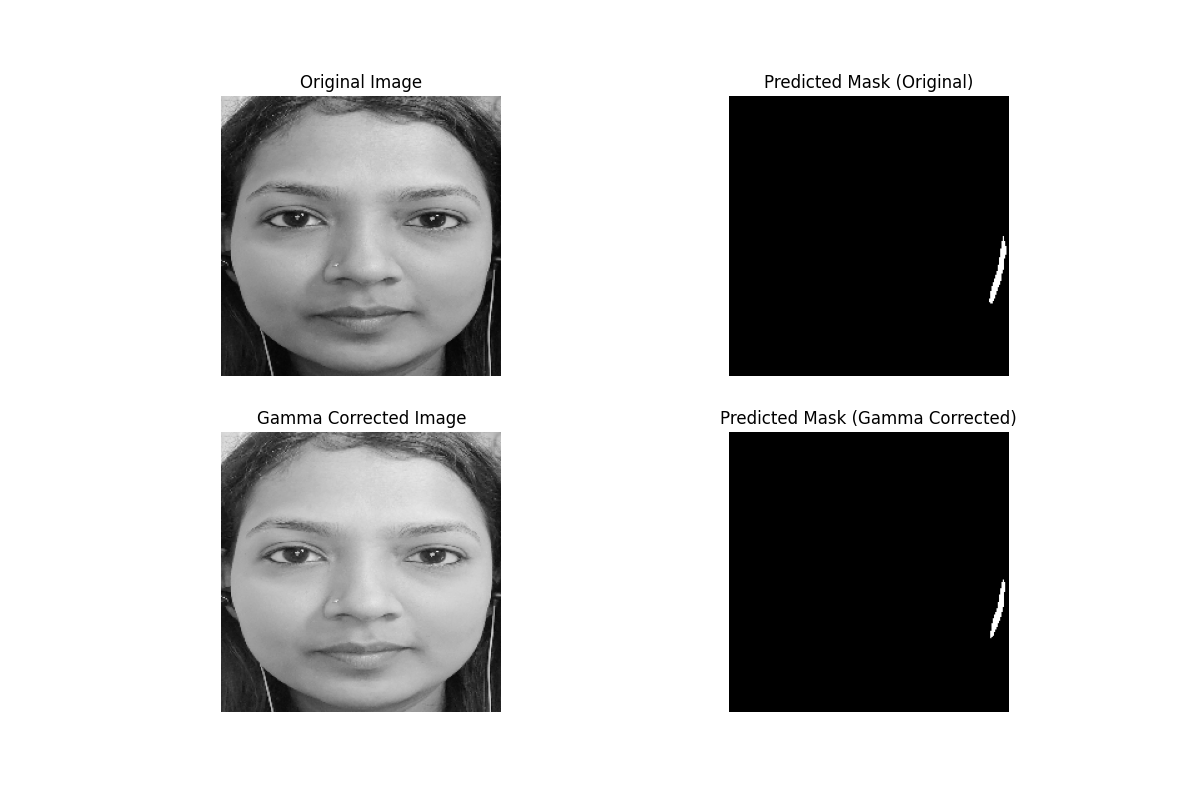 Original Image
Predicted Mask (Original)
Gamma Corrected Image
Predicted Mask (Gamma Corrected)